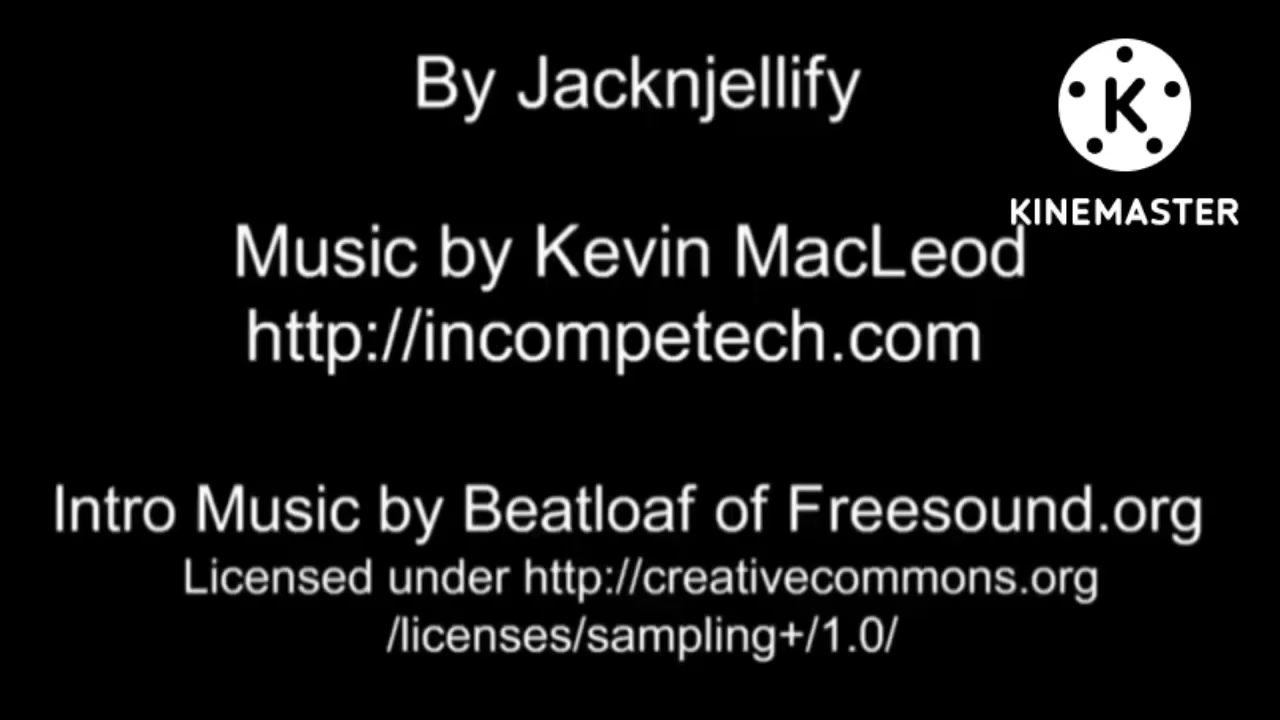 By Jacknjellify
K
KINEMASTER
Music by Kevin MacLeod
http://incompetech.com
Intro Music by Beatloaf of Freesound.org
Licensed under http://creativecommons.org
/licenses/sampling+/1.0/